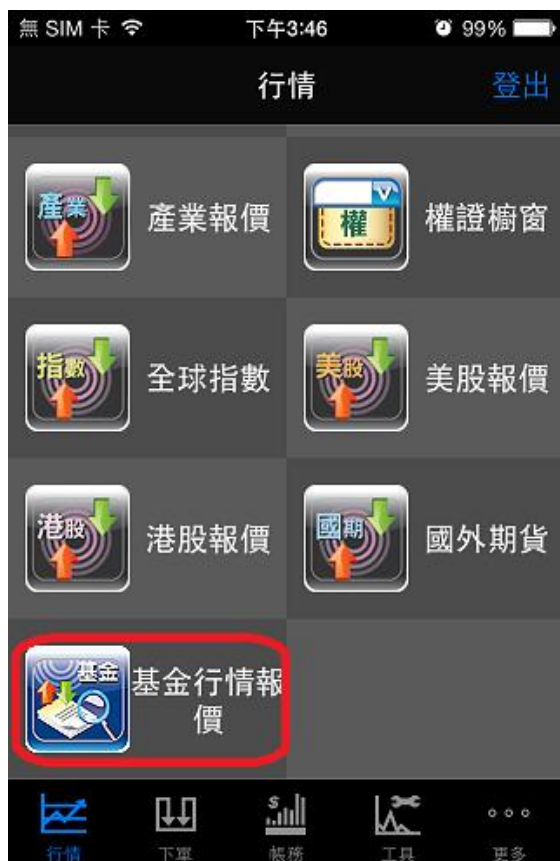 無 SIM 卡 下午3:46 99%
行情 登出
產業 產業報價 權 權證櫥窗
指數 全球指數 美股 美股報價
港股 港股報價 國期 國外期貨
基金 基金行情報
價
行情 下單 帳務 工具 更多